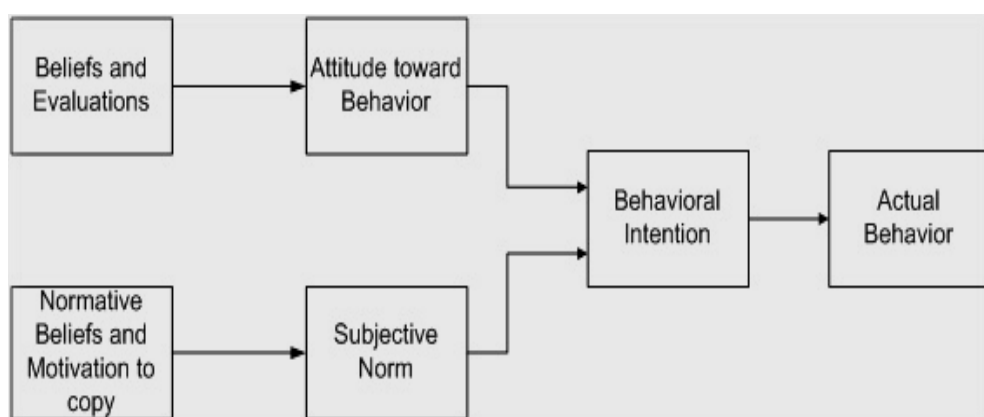 Beliefs and
Evaluations
Attitude toward
Behavior
Behavioral
Intention
Actual
Behavior
Normative
Beliefs and
Motivation to
copy
Subjective
Norm